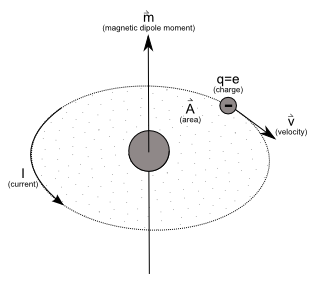 m
(magnetic dipole moment)
q=e
(charge)
A
(area)
-
v
(velocity)
I
(current)